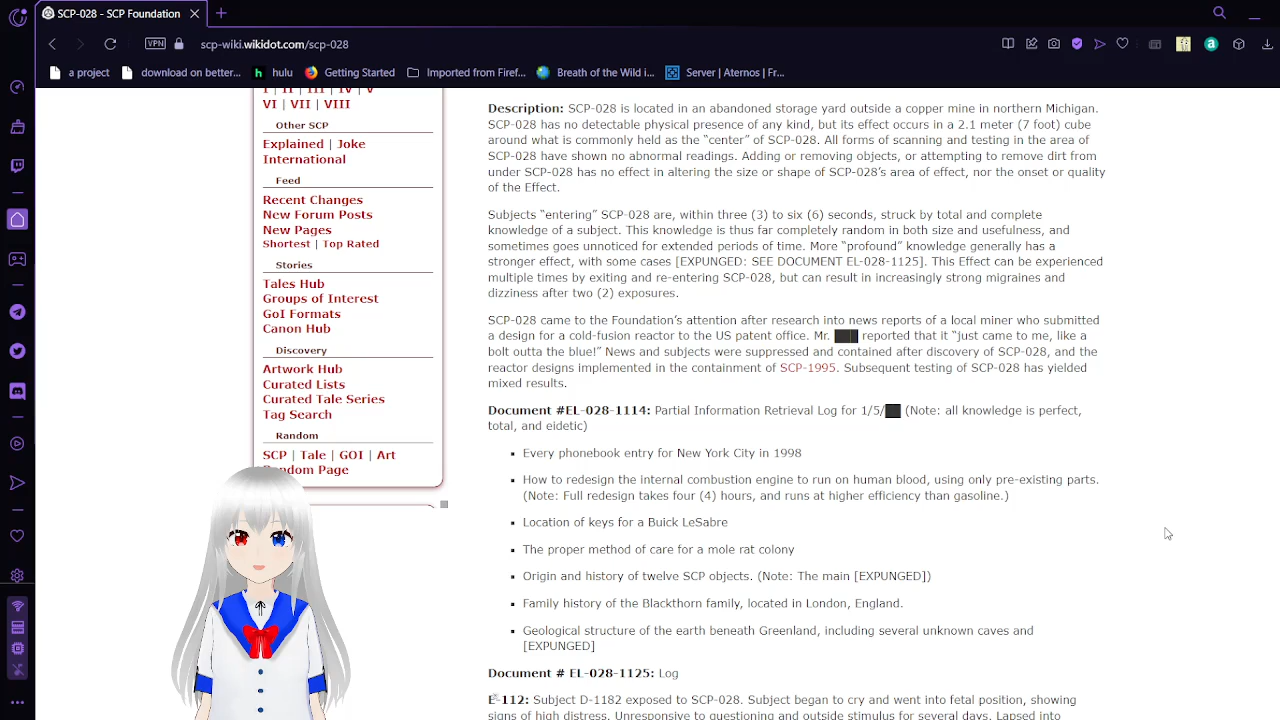 SCP-028 - SCP Foundation
VPN
scp-wiki.wikidot.com/scp-028
a project
download on better...
hulu
Getting Started
Imported from Firef...
Breath of the Wild i...
Server | Aternos | Fr...
I | II | III | IV | V
VI | VII | VIII
Other SCP
Explained | Joke
International
Feed
Recent Changes
New Forum Posts
New Pages
Shortest | Top Rated
Stories
Tales Hub
Groups of Interest
GoI Formats
Canon Hub
Discovery
Artwork Hub
Curated Lists
Curated Tale Series
Tag Search
Random
SCP | Tale | GOI | Art
Random Page
Description: SCP-028 is located in an abandoned storage yard outside a copper mine in northern Michigan.
SCP-028 has no detectable physical presence of any kind, but its effect occurs in a 2.1 meter (7 foot) cube
around what is commonly held as the “center” of SCP-028. All forms of scanning and testing in the area of
SCP-028 have shown no abnormal readings. Adding or removing objects, or attempting to remove dirt from
under SCP-028 has no effect in altering the size or shape of SCP-028’s area of effect, nor the onset or quality
of the Effect.
Subjects “entering” SCP-028 are, within three (3) to six (6) seconds, struck by total and complete
knowledge of a subject. This knowledge is thus far completely random in both size and usefulness, and
sometimes goes unnoticed for extended periods of time. More “profound” knowledge generally has a
stronger effect, with some cases [EXPUNGED: SEE DOCUMENT EL-028-1125]. This Effect can be experienced
multiple times by exiting and re-entering SCP-028, but can result in increasingly strong migraines and
dizziness after two (2) exposures.
SCP-028 came to the Foundation’s attention after research into news reports of a local miner who submitted
a design for a cold-fusion reactor to the US patent office. Mr. ███ reported that it “just came to me, like a
bolt outta the blue!” News and subjects were suppressed and contained after discovery of SCP-028, and the
reactor designs implemented in the containment of SCP-1995. Subsequent testing of SCP-028 has yielded
mixed results.
Document #EL-028-1114: Partial Information Retrieval Log for 1/5/██ (Note: all knowledge is perfect,
total, and eidetic)
Every phonebook entry for New York City in 1998
How to redesign the internal combustion engine to run on human blood, using only pre-existing parts.
(Note: Full redesign takes four (4) hours, and runs at higher efficiency than gasoline.)
Location of keys for a Buick LeSabre
The proper method of care for a mole rat colony
Origin and history of twelve SCP objects. (Note: The main [EXPUNGED])
Family history of the Blackthorn family, located in London, England.
Geological structure of the earth beneath Greenland, including several unknown caves and
[EXPUNGED]
Document # EL-028-1125: Log
E-112: Subject D-1182 exposed to SCP-028. Subject began to cry and went into fetal position, showing
signs of high distress. Unresponsive to questioning and outside stimulus for several days. Lapsed into